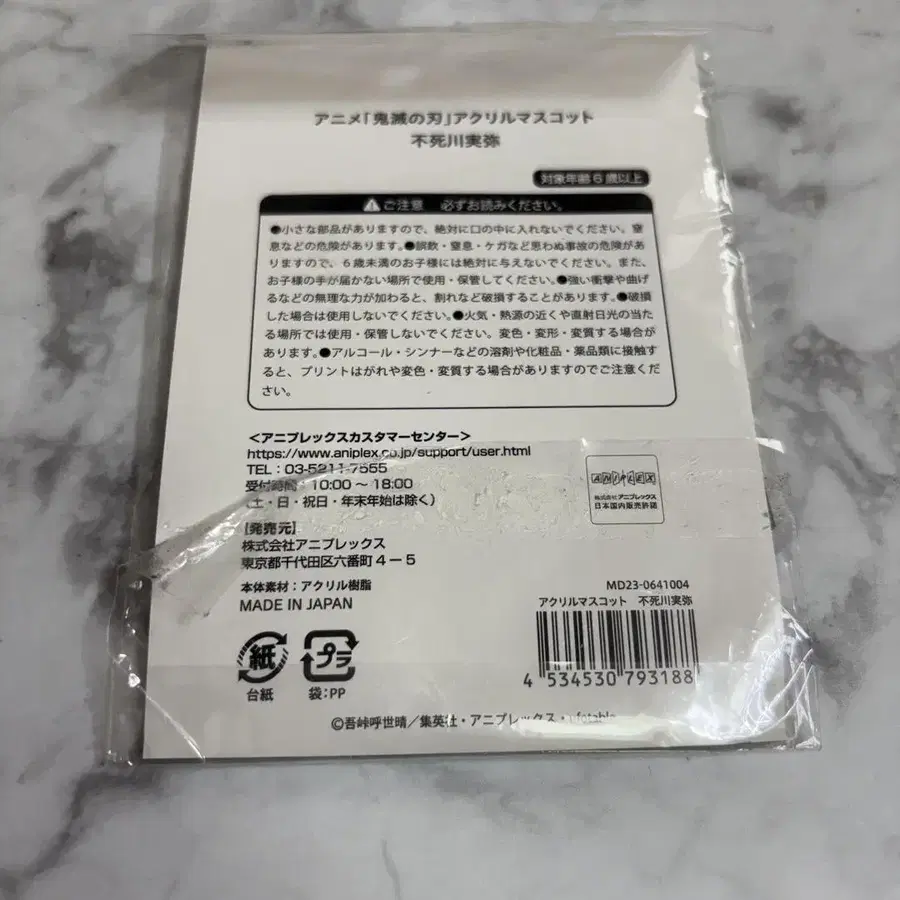 アニメ「鬼滅の刃」アクリルマスコット
不死川実弥
対象年齢6歳以上
ご注意 必ずお読みください。
●小さな部品がありますので、絶対に口の中に入れないでください。窒
息などの危険があります。●誤飲・窒息・ケガなど思わぬ事故の危険があ
りますので、6歳未満のお子様には絶対に与えないでください。また、
お子様の手が届かない場所で使用・保管してください。●強い衝撃や曲げ
るなどの無理な力が加わると、割れなど破損することがあります。●破損
した場合は使用しないでください。●火気・熱源の近くや直射日光の当た
る場所では使用・保管しないでください。変色・変形・変質する場合が
あります。●アルコール・シンナーなどの溶剤や化粧品・薬品類に接触す
ると、プリントはがれや変色・変質する場合がありますのでご注意くだ
さい。
<アニプレックスカスタマーセンター>
https://www.aniplex.co.jp/support/user.html
TEL：03-5211-7555
受付時間：10:00～18:00
(土・日・祝日・年末年始は除く)
[発売元]
株式会社アニプレックス
東京都千代田区六番町4－5
本体素材：アクリル樹脂
MADE IN JAPAN
ANIPLEX
株式会社アニプレックス
日本国内販売許諾
MD23-0641004
アクリルマスコット 不死川実弥
4 534530 793188
紙
台紙
プラ
袋:PP
©吾峠呼世晴／集英社・アニプレックス・ufotable